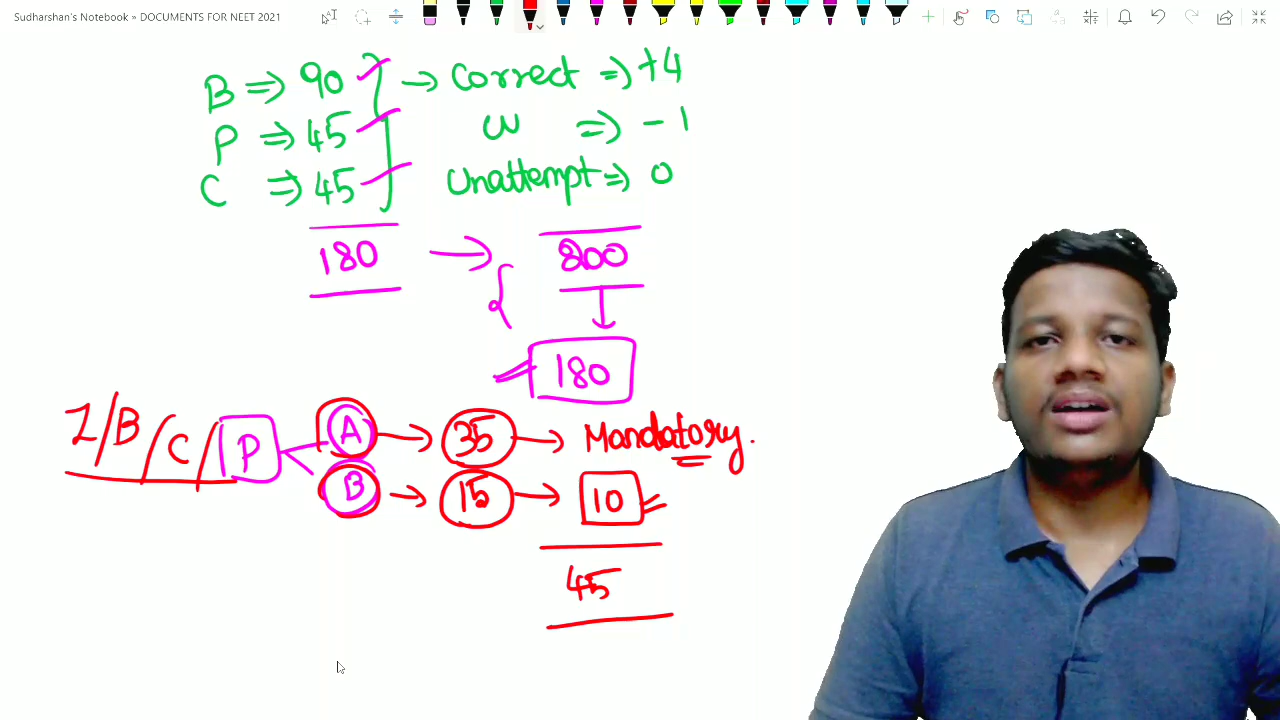 Sudharshan's Notebook » DOCUMENTS FOR NEET 2021
B ⇒ 90 → Correct ⇒ +4
P ⇒ 45 W ⇒ -1
C ⇒ 45 Unattempt ⇒ 0
180 → 800
180
Z/B/C/P A → 35 → Mandatory.
B → 15 → 10
45